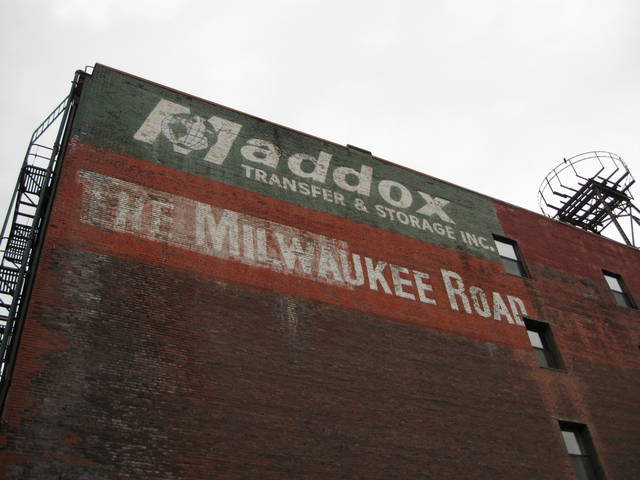 Maddox
TRANSFER & STORAGE INC.
THE MILWAUKEE ROAD